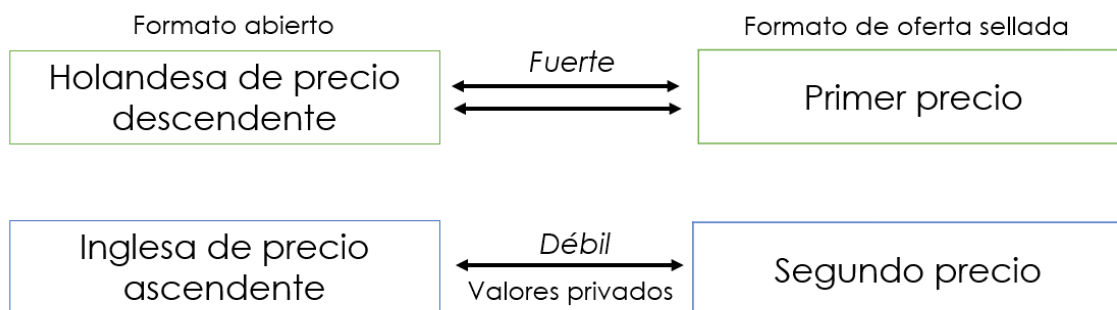 Formato abierto
Formato de oferta sellada
Holandesa de precio
descendente
Fuerte
Primer precio
Inglesa de precio
ascendente
Débil
Valores privados
Segundo precio